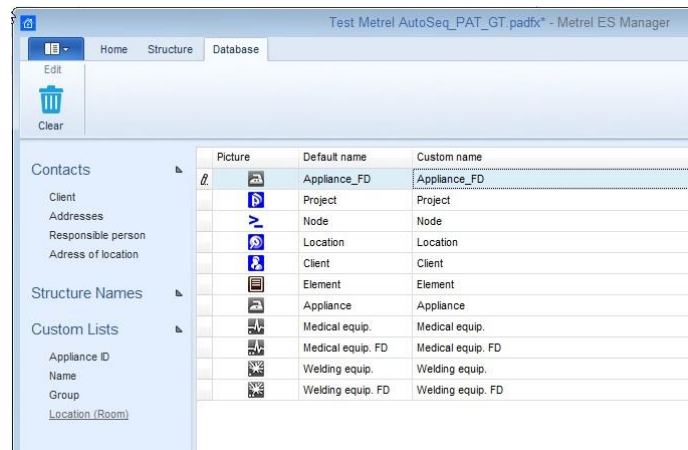 Test Metrel AutoSeq_PAT_GT.padfx* - Metrel ES Manager
Home Structure Database
Edit
Clear
Contacts
Client
Addresses
Responsible person
Adress of location
Structure Names
Custom Lists
Appliance ID
Name
Group
Location (Room)
Picture Default name Custom name
Appliance_FD Appliance_FD
Project Project
Node Node
Location Location
Client Client
Element Element
Appliance Appliance
Medical equip. Medical equip.
Medical equip. FD Medical equip. FD
Welding equip. Welding equip.
Welding equip. FD Welding equip. FD